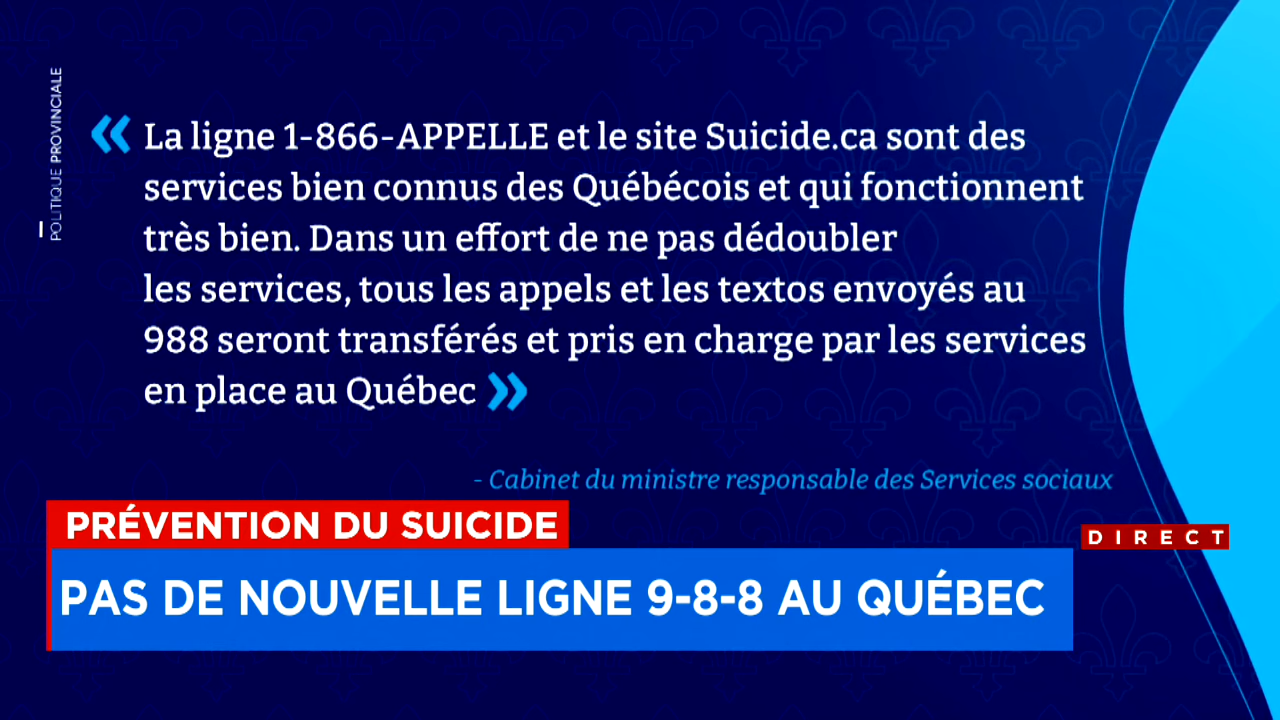 POLITIQUE PROVINCIALE
« La ligne 1-866-APPELLE et le site Suicide.ca sont des
services bien connus des Québécois et qui fonctionnent
très bien. Dans un effort de ne pas dédoubler
les services, tous les appels et les textos envoyés au
988 seront transférés et pris en charge par les services
en place au Québec »
- Cabinet du ministre responsable des Services sociaux
PRÉVENTION DU SUICIDE
DIRECT
PAS DE NOUVELLE LIGNE 9-8-8 AU QUÉBEC